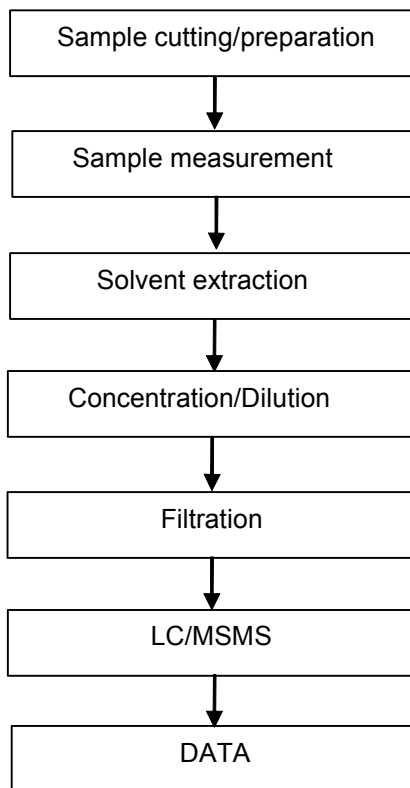 Sample cutting/preparation
Sample measurement
Solvent extraction
Concentration/Dilution
Filtration
LC/MSMS
DATA